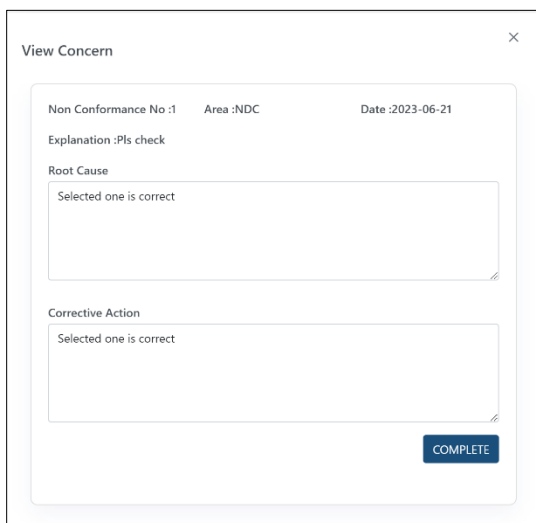 View Concern
Non Conformance No :1 Area :NDC Date :2023-06-21
Explanation :Pls check
Root Cause
Selected one is correct
Corrective Action
Selected one is correct
COMPLETE